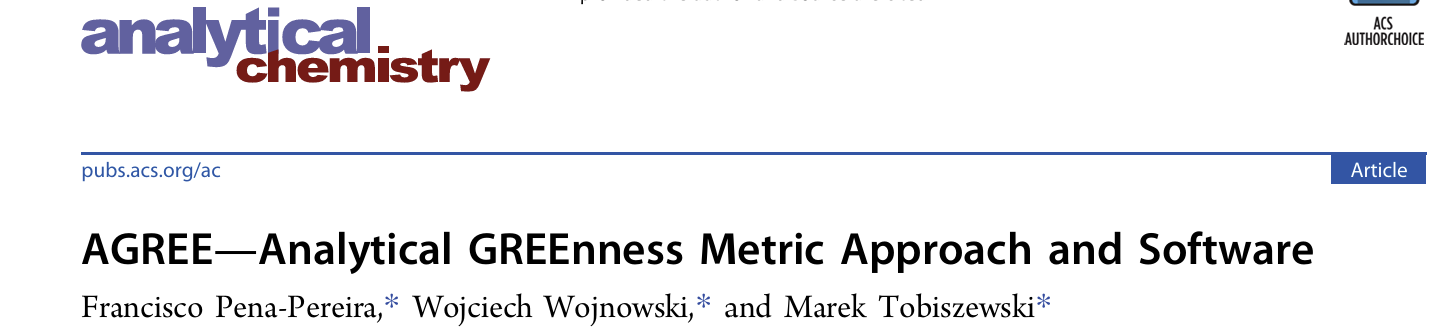 analytical
chemistry
ACS
AUTHORCHOICE
pubs.acs.org/ac
Article
AGREE—Analytical GREEnness Metric Approach and Software
Francisco Pena-Pereira,* Wojciech Wojnowski,* and Marek Tobiszewski*